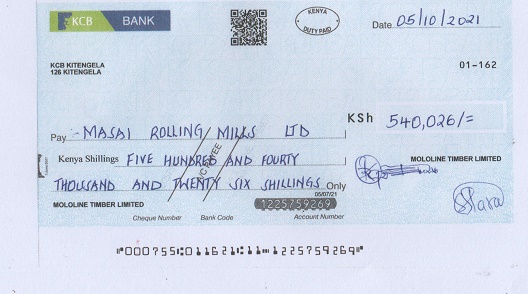 KCB BANK
KENYA
DUTY PAID
Date 05/10/2021
KCB KITENGELA
128 KITENGELA
01-162
Pay :- MASAI ROLLING MILLS LTD
KSh 540,026/=
A/C PAYEE
Kenya Shillings FIVE HUNDRED AND FOURTY
MOLOLINE TIMBER LIMITED
THOUSAND AND TWENTY SIX SHILLINGS Only
05/07/21
MOLOLINE TIMBER LIMITED
1225759269
Cheque Number Bank Code Account Number
000755 011621 11 1225759269